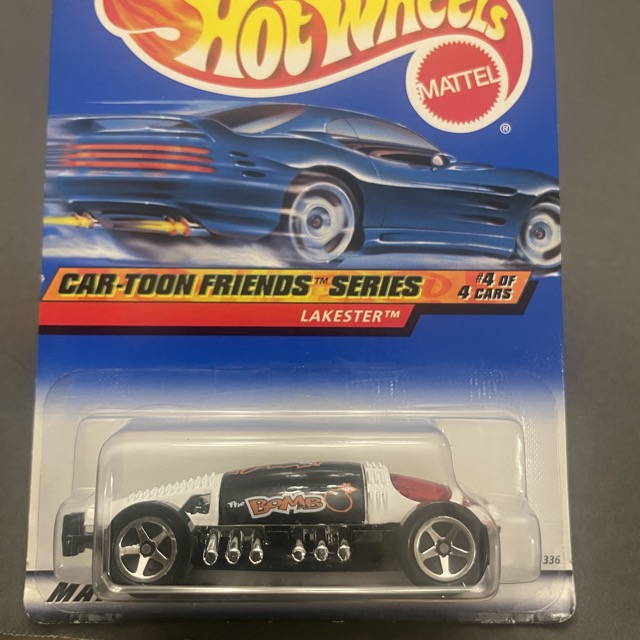 HOT WHEELS
MATTEL
®
CAR-TOON FRIENDS™ SERIES
#4 OF
4 CARS
LAKESTER™
The BOMB
336